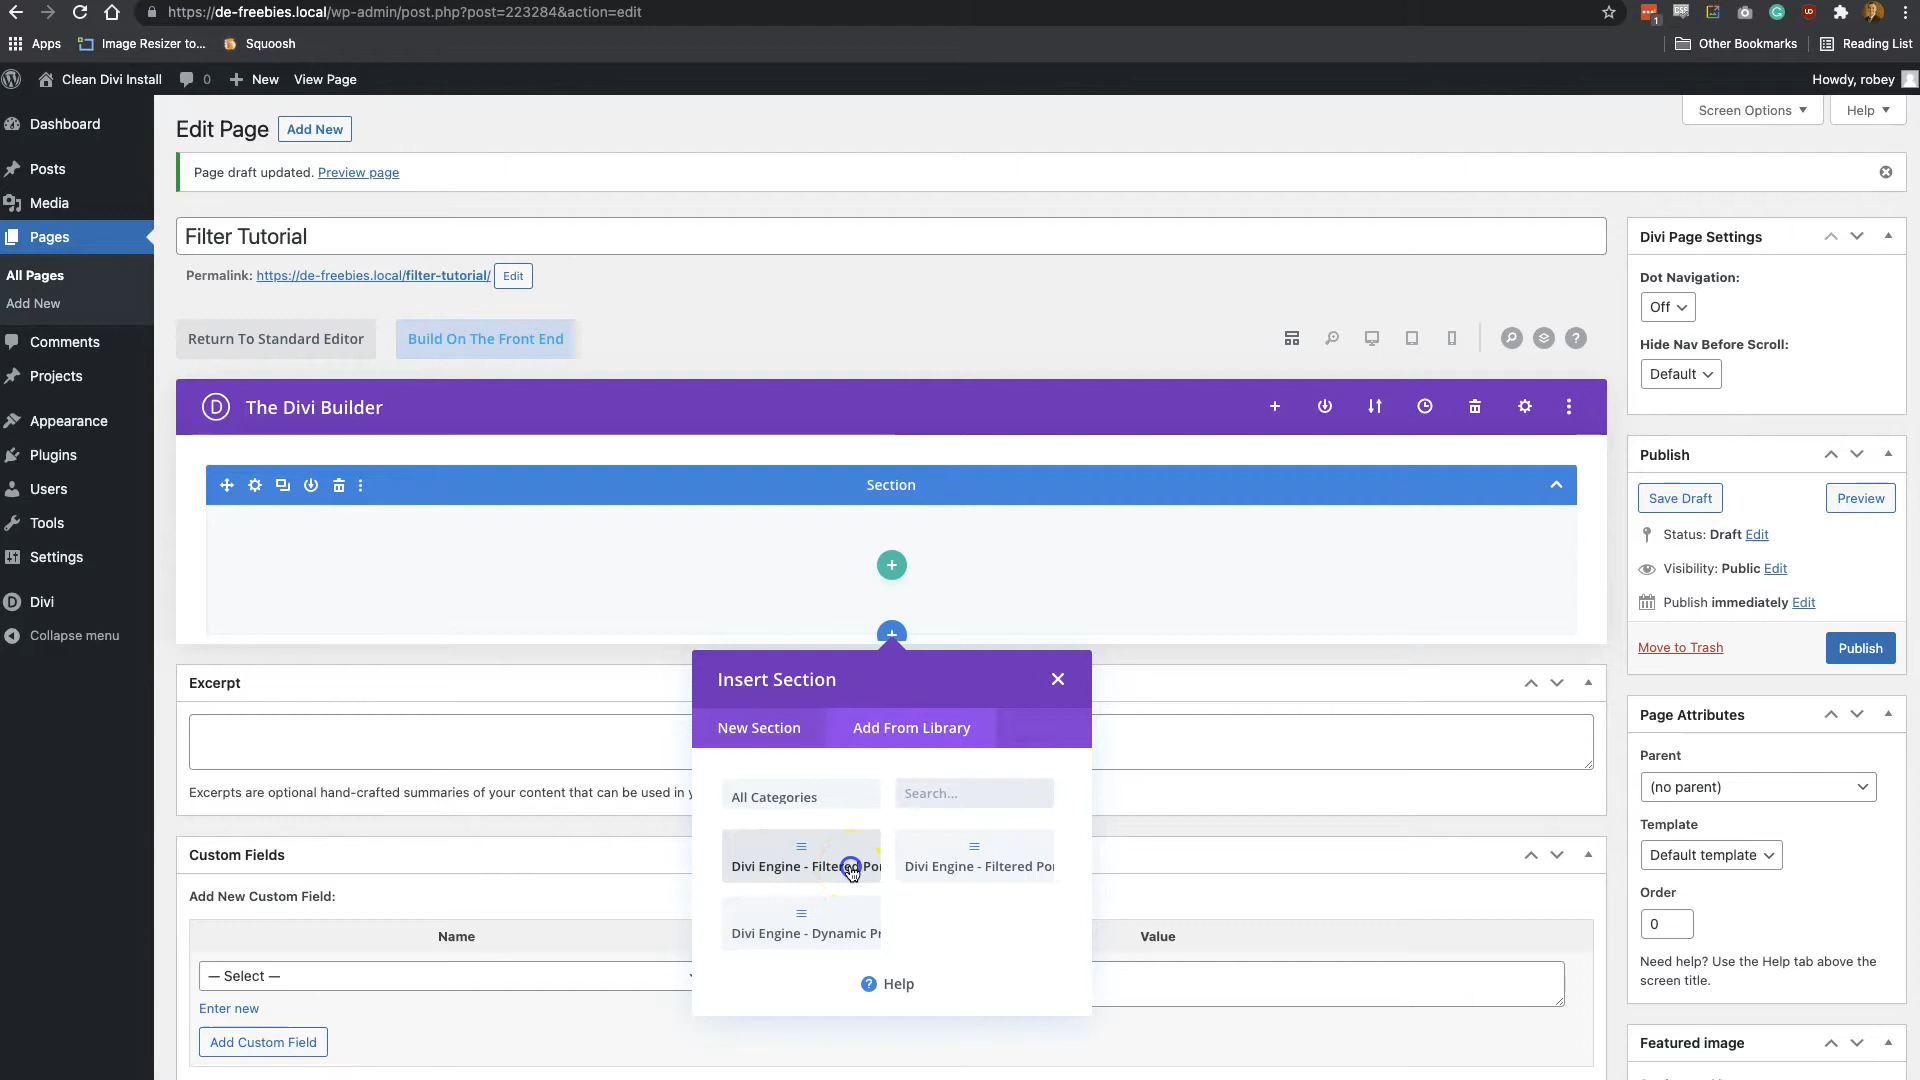 https://de-freebies.local/wp-admin/post.php?post=223284&action=edit
Apps
Image Resizer to...
Squoosh
Other Bookmarks
Reading List
Clean Divi Install
0
New
View Page
Howdy, robey
Dashboard
Posts
Media
Pages
All Pages
Add New
Comments
Projects
Appearance
Plugins
Users
Tools
Settings
Divi
Collapse menu
Screen Options
Help
Edit Page
Add New
Page draft updated. Preview page
Filter Tutorial
Permalink: https://de-freebies.local/filter-tutorial/ Edit
Return To Standard Editor
Build On The Front End
The Divi Builder
Section
Insert Section
New Section
Add From Library
All Categories
Search...
Divi Engine - Filtered Por
Divi Engine - Filtered Por
Divi Engine - Dynamic Pr
Help
Excerpt
Excerpts are optional hand-crafted summaries of your content that can be used in y
Custom Fields
Add New Custom Field:
Name
Value
— Select —
Enter new
Add Custom Field
Divi Page Settings
Dot Navigation:
Off
Hide Nav Before Scroll:
Default
Publish
Save Draft
Preview
Status: Draft Edit
Visibility: Public Edit
Publish immediately Edit
Move to Trash
Publish
Page Attributes
Parent
(no parent)
Template
Default template
Order
0
Need help? Use the Help tab above the
screen title.
Featured image